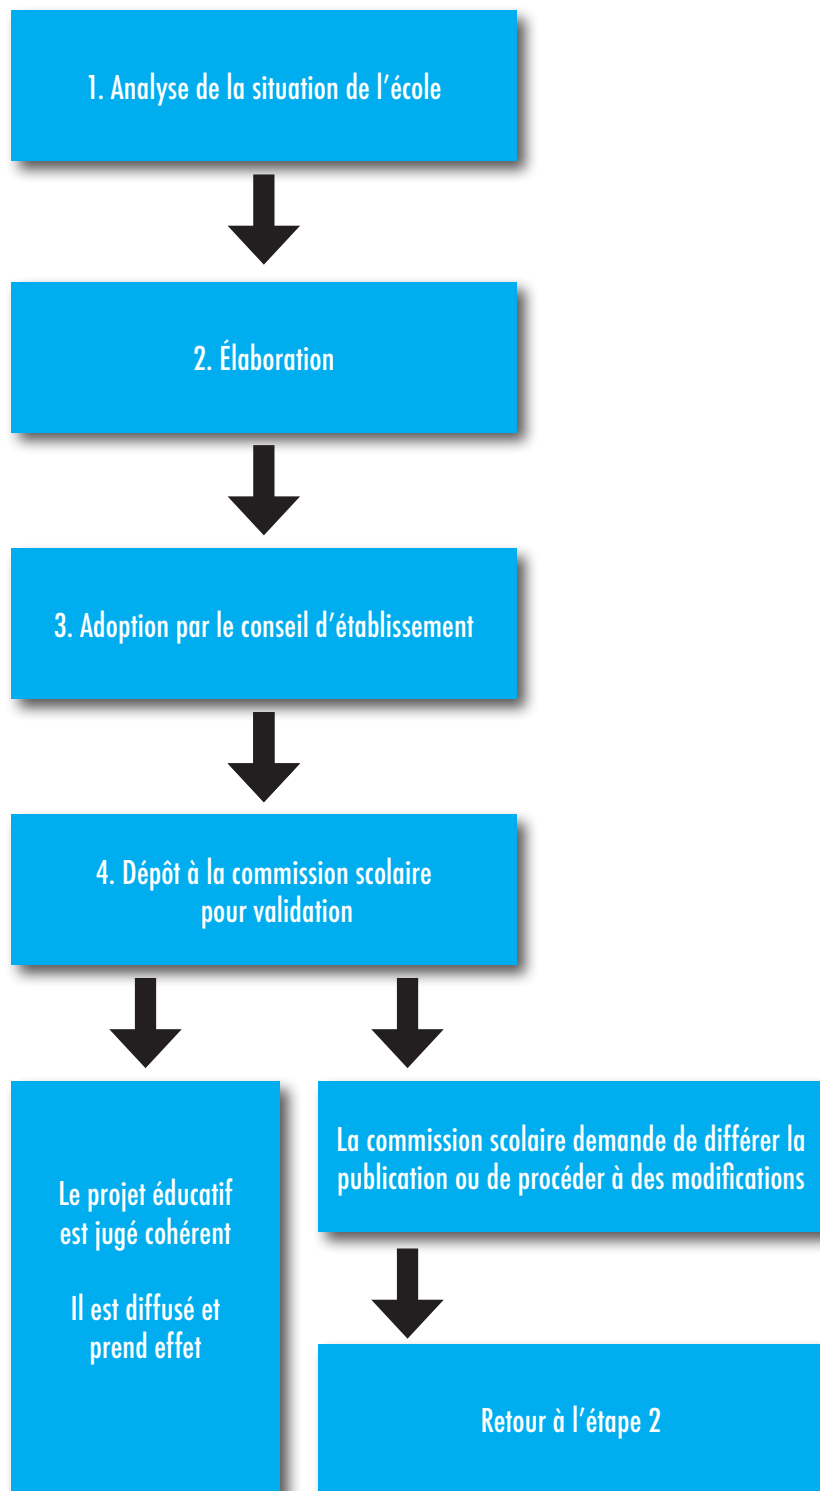 1. Analyse de la situation de l’école
2. Élaboration
3. Adoption par le conseil d’établissement
4. Dépôt à la commission scolaire
pour validation
Le projet éducatif
est jugé cohérent
Il est diffusé et
prend effet
La commission scolaire demande de différer la
publication ou de procéder à des modifications
Retour à l’étape 2